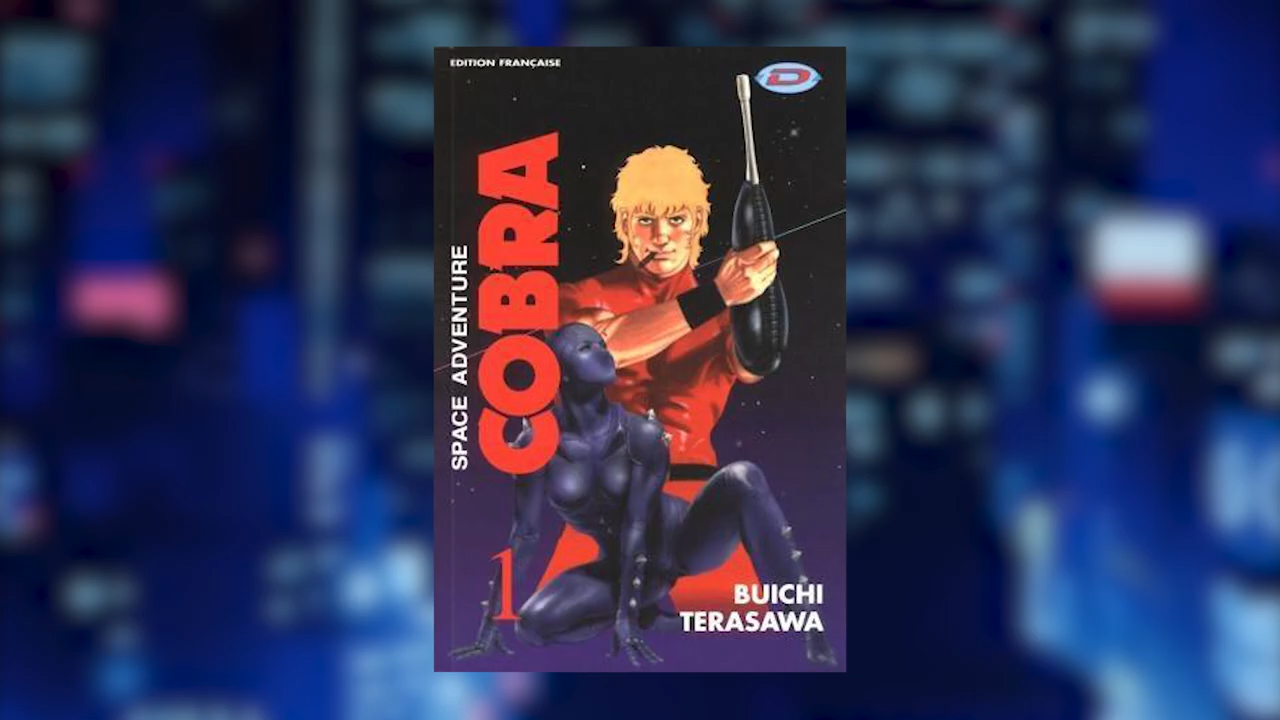 EDITION FRANÇAISE
D
SPACE ADVENTURE
COBRA
1
BUICHI
TERASAWA